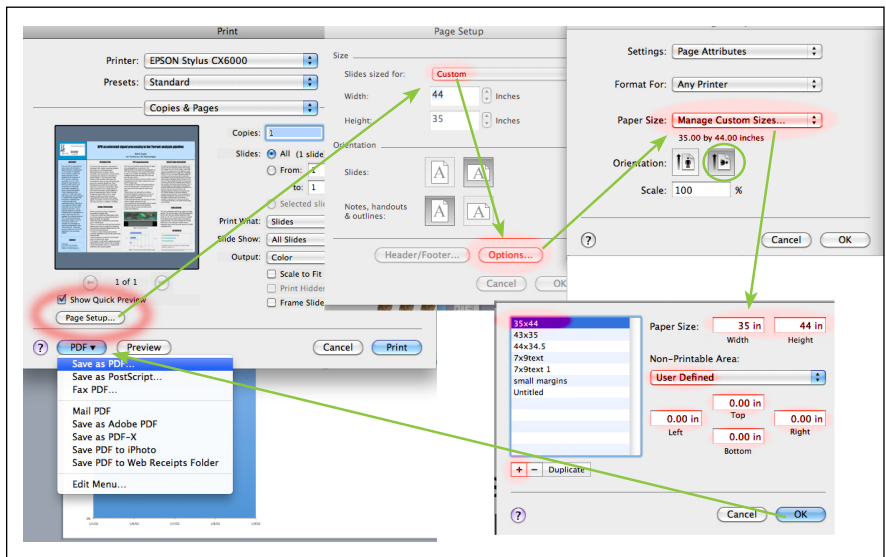 Print
Printer: EPSON Stylus CX6000
Presets: Standard
Copies & Pages
Copies: 1
Slides: All (1 slide
From: 1
to: 1
Selected slid
Print What: Slides
Slide Show: All Slides
Output: Color
Scale to Fit
Print Hidden
Frame Slide
1 of 1
Show Quick Preview
Page Setup...
? PDF▼ Preview Cancel Print
Save as PDF...
Save as PostScript...
Fax PDF...
Mail PDF
Save as Adobe PDF
Save as PDF-X
Save PDF to iPhoto
Save PDF to Web Receipts Folder
Edit Menu...
Page Setup
Size
Slides sized for: Custom
Width: 44 Inches
Height: 35 Inches
Orientation
Slides: A A
Notes, handouts
& outlines: A A
Header/Footer... Options...
Cancel OK
Settings: Page Attributes
Format For: Any Printer
Paper Size: Manage Custom Sizes...
35.00 by 44.00 inches
Orientation:
Scale: 100 %
? Cancel OK
35x44
43x35
44x34.5
7x9text
7x9text 1
small margins
Untitled
+ - Duplicate
Paper Size: 35 in 44 in
Width Height
Non-Printable Area:
User Defined
0.00 in
Top
0.00 in 0.00 in
Left Right
0.00 in
Bottom
? Cancel OK